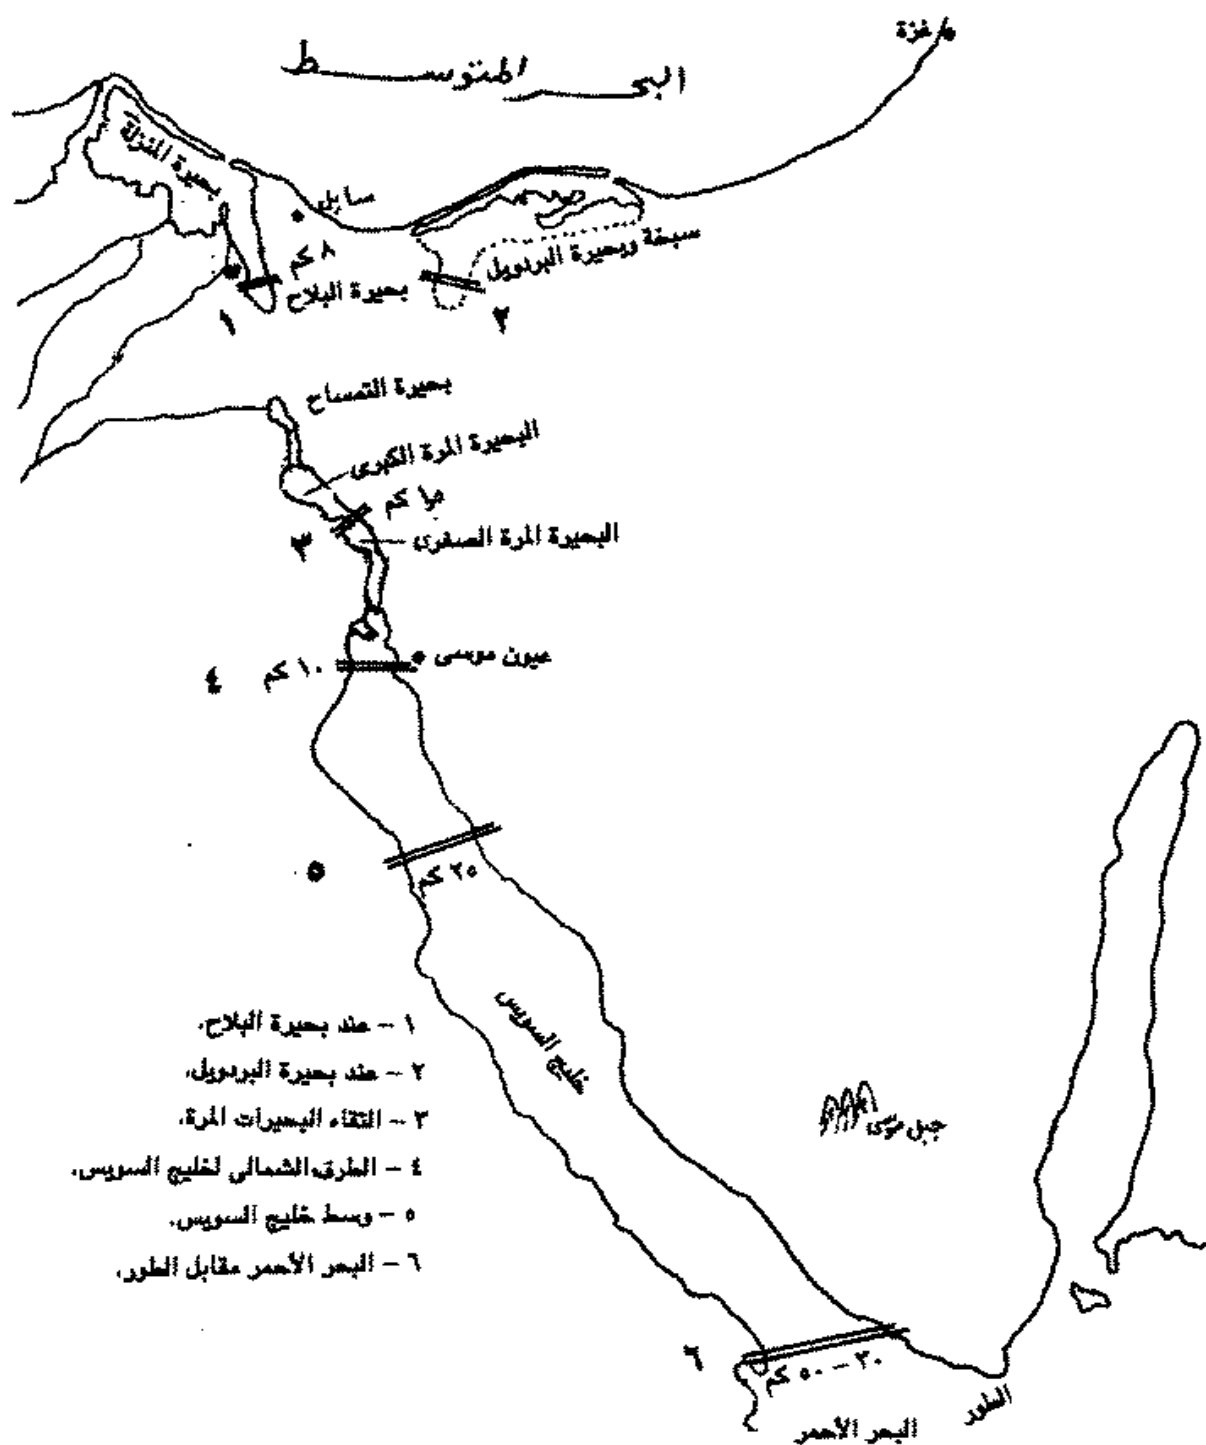 غزة
البحر المتوسط
بحيرة المنزلة
سابل
٨ كم
بحيرة البلاح
سبخة وبحيرة البردويل
١
٢
بحيرة التمساح
البحيرة المرة الكبرى
١٥ كم
البحيرة المرة الصغرى
٣
عيون موسى
١٠ كم
٤
٢٥ كم
٥
خليج السويس
١ – عند بحيرة البلاح.
٢ – عند بحيرة البردويل.
٣ – التقاء البحيرات المرة.
٤ – الطرف الشمالى لخليج السويس.
٥ – وسط خليج السويس.
٦ – البحر الأحمر مقابل الطور.
جبل موسى
٦
٣٠ – ٥٠ كم
الطور
البحر الأحمر